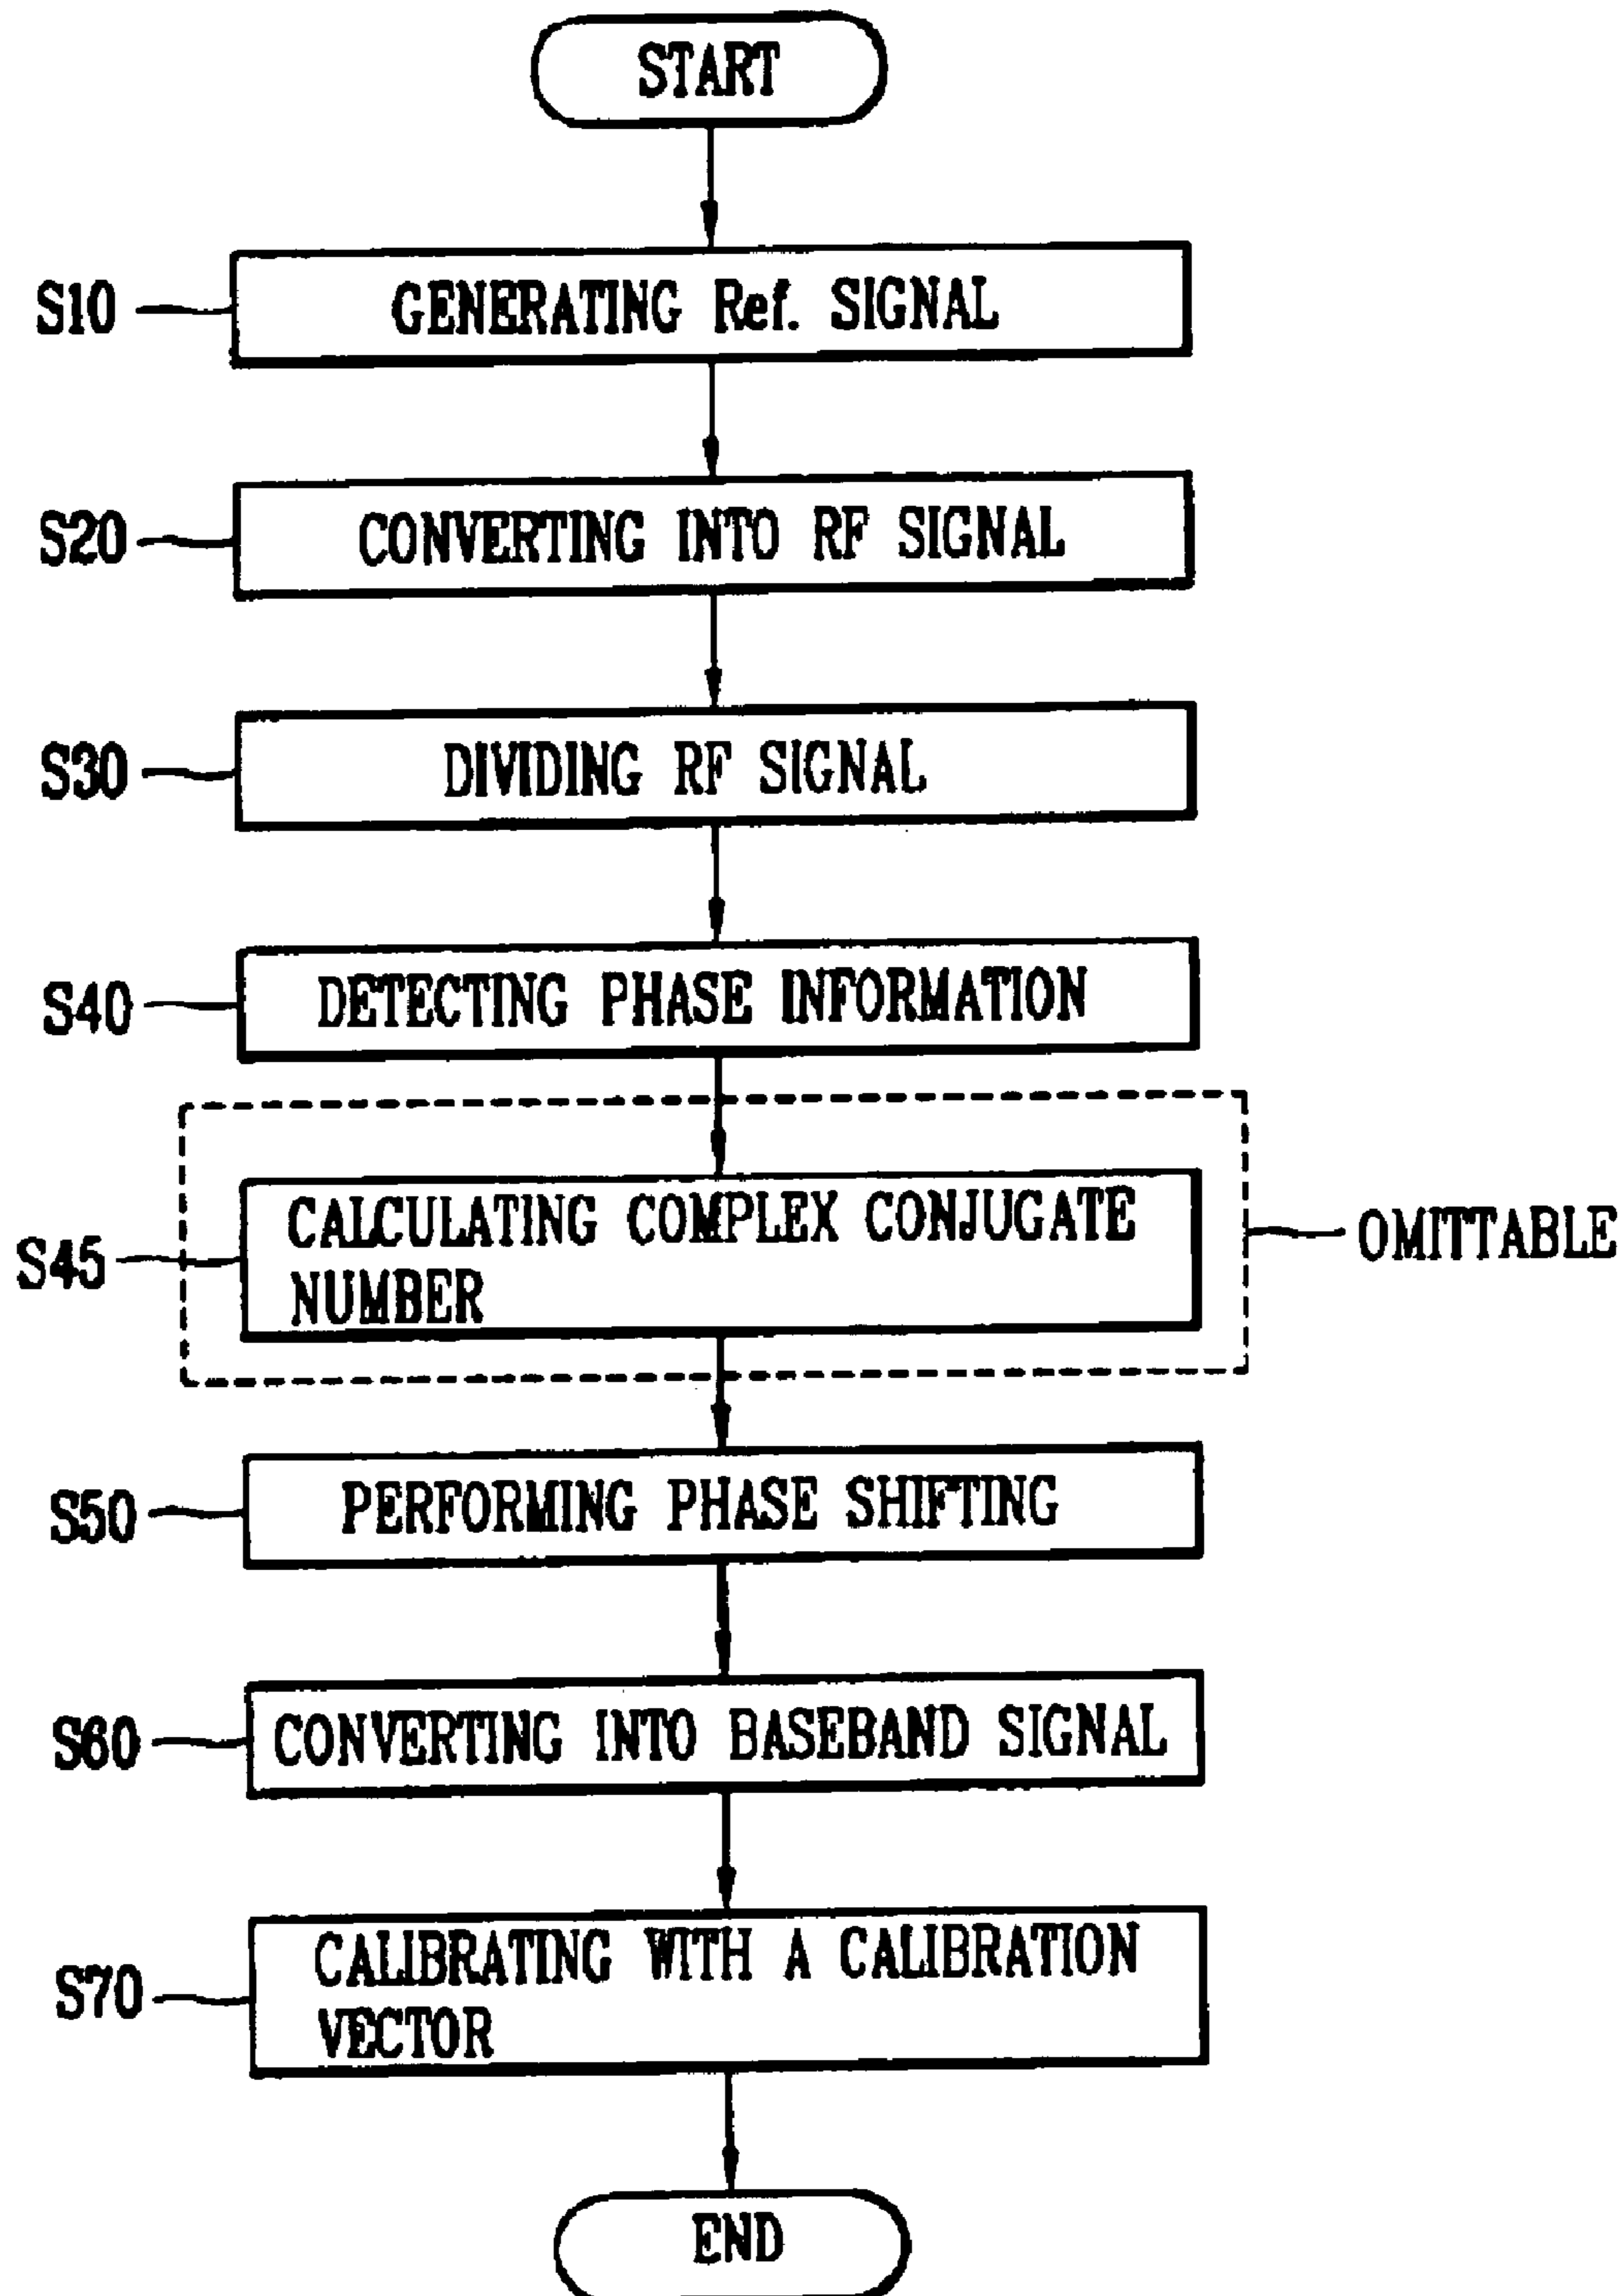 START
S10
GENERATING Ref. SIGNAL
S20
CONVERTING INTO RF SIGNAL
S30
DIVIDING RF SIGNAL
S40
DETECTING PHASE INFORMATION
S45
CALCULATING COMPLEX CONJUGATE
NUMBER
OMITTABLE
S50
PERFORMING PHASE SHIFTING
S60
CONVERTING INTO BASEBAND SIGNAL
S70
CALIBRATING WITH A CALIBRATION
VECTOR
END